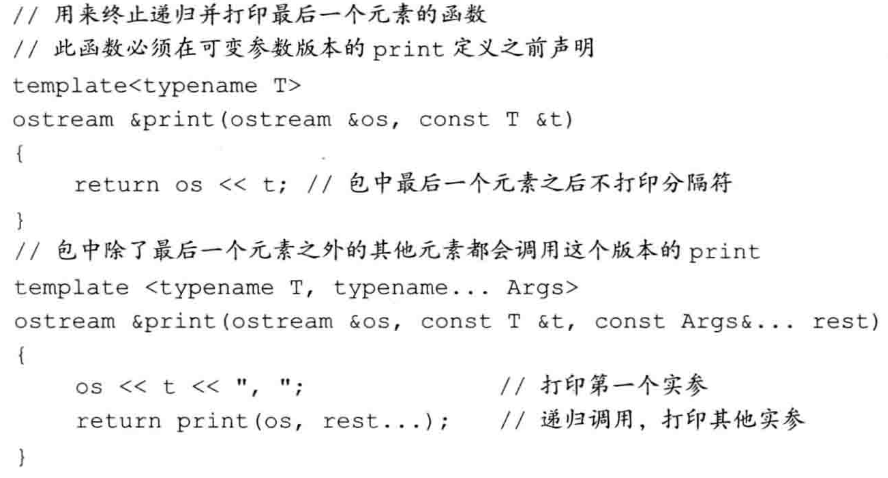 // 用来终止递归并打印最后一个元素的函数
// 此函数必须在可变参数版本的 print 定义之前声明
template<typename T>
ostream &print(ostream &os, const T &t)
{
    return os << t; // 包中最后一个元素之后不打印分隔符
}
// 包中除了最后一个元素之外的其他元素都会调用这个版本的 print
template <typename T, typename... Args>
ostream &print(ostream &os, const T &t, const Args&... rest)
{
    os << t << ", ";            // 打印第一个实参
    return print(os, rest...);   // 递归调用，打印其他实参
}